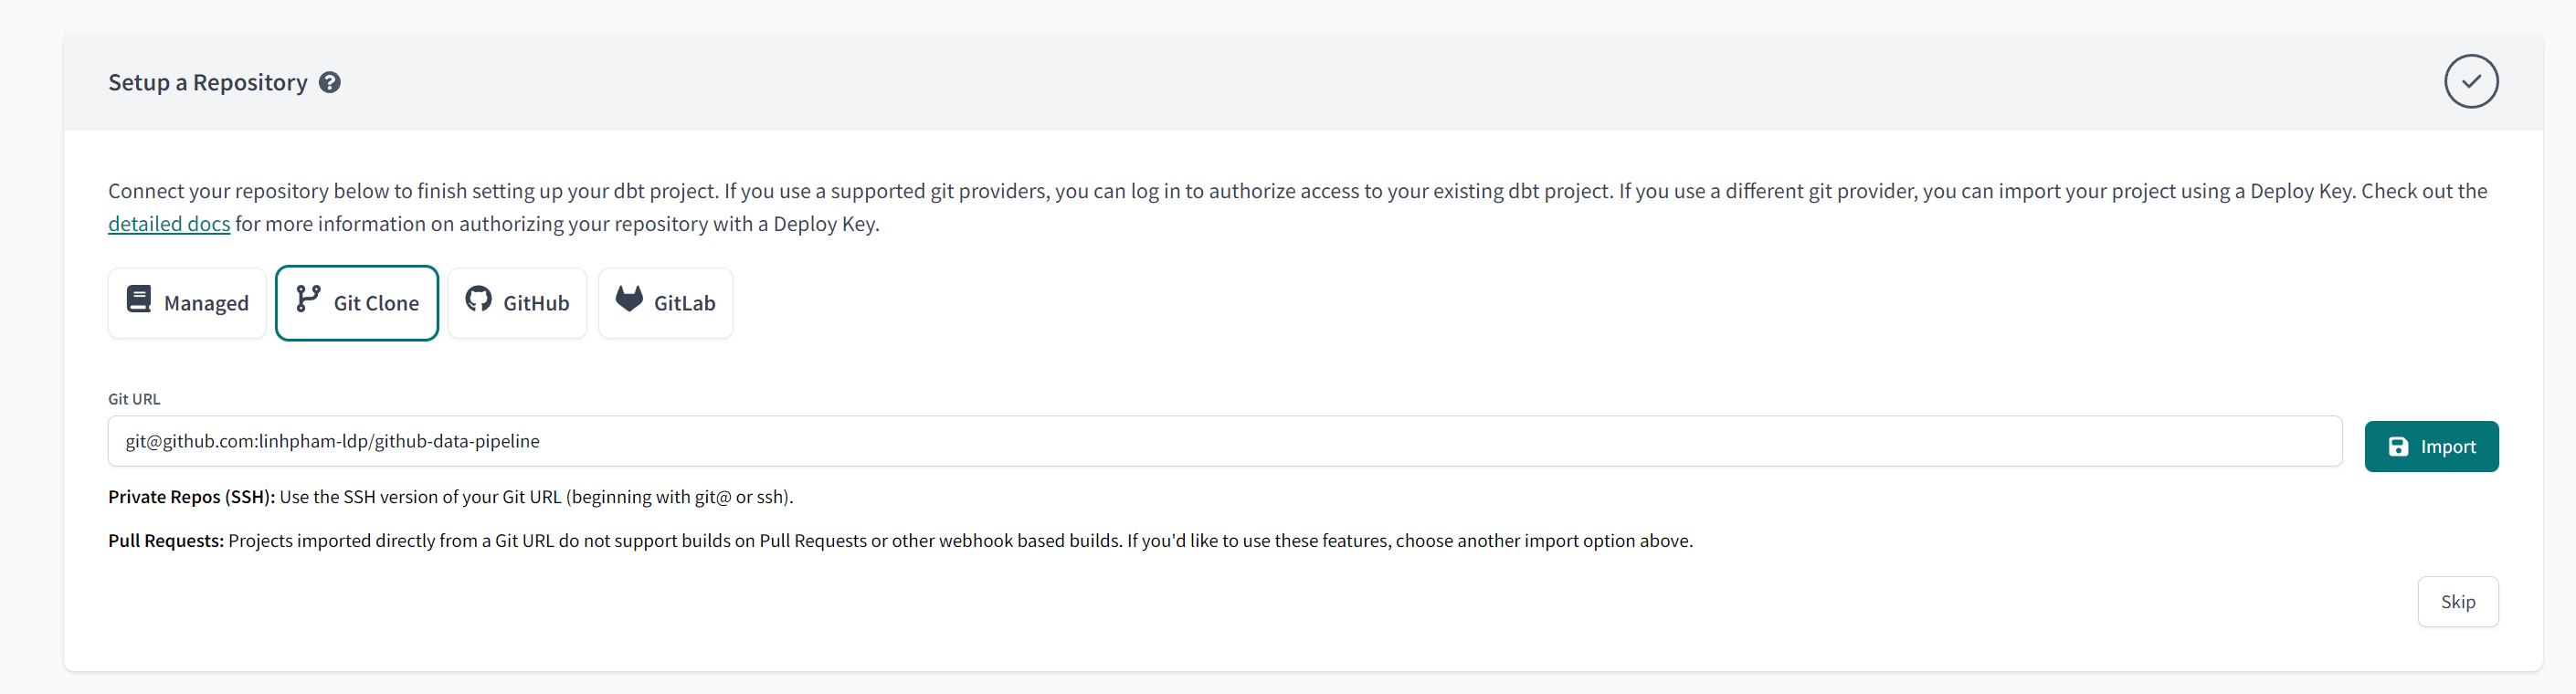 Setup a Repository
Connect your repository below to finish setting up your dbt project. If you use a supported git providers, you can log in to authorize access to your existing dbt project. If you use a different git provider, you can import your project using a Deploy Key. Check out the
detailed docs for more information on authorizing your repository with a Deploy Key.
Managed Git Clone GitHub GitLab
Git URL
git@github.com:linhpham-ldp/github-data-pipeline
Import
Private Repos (SSH): Use the SSH version of your Git URL (beginning with git@ or ssh).
Pull Requests: Projects imported directly from a Git URL do not support builds on Pull Requests or other webhook based builds. If you'd like to use these features, choose another import option above.
Skip